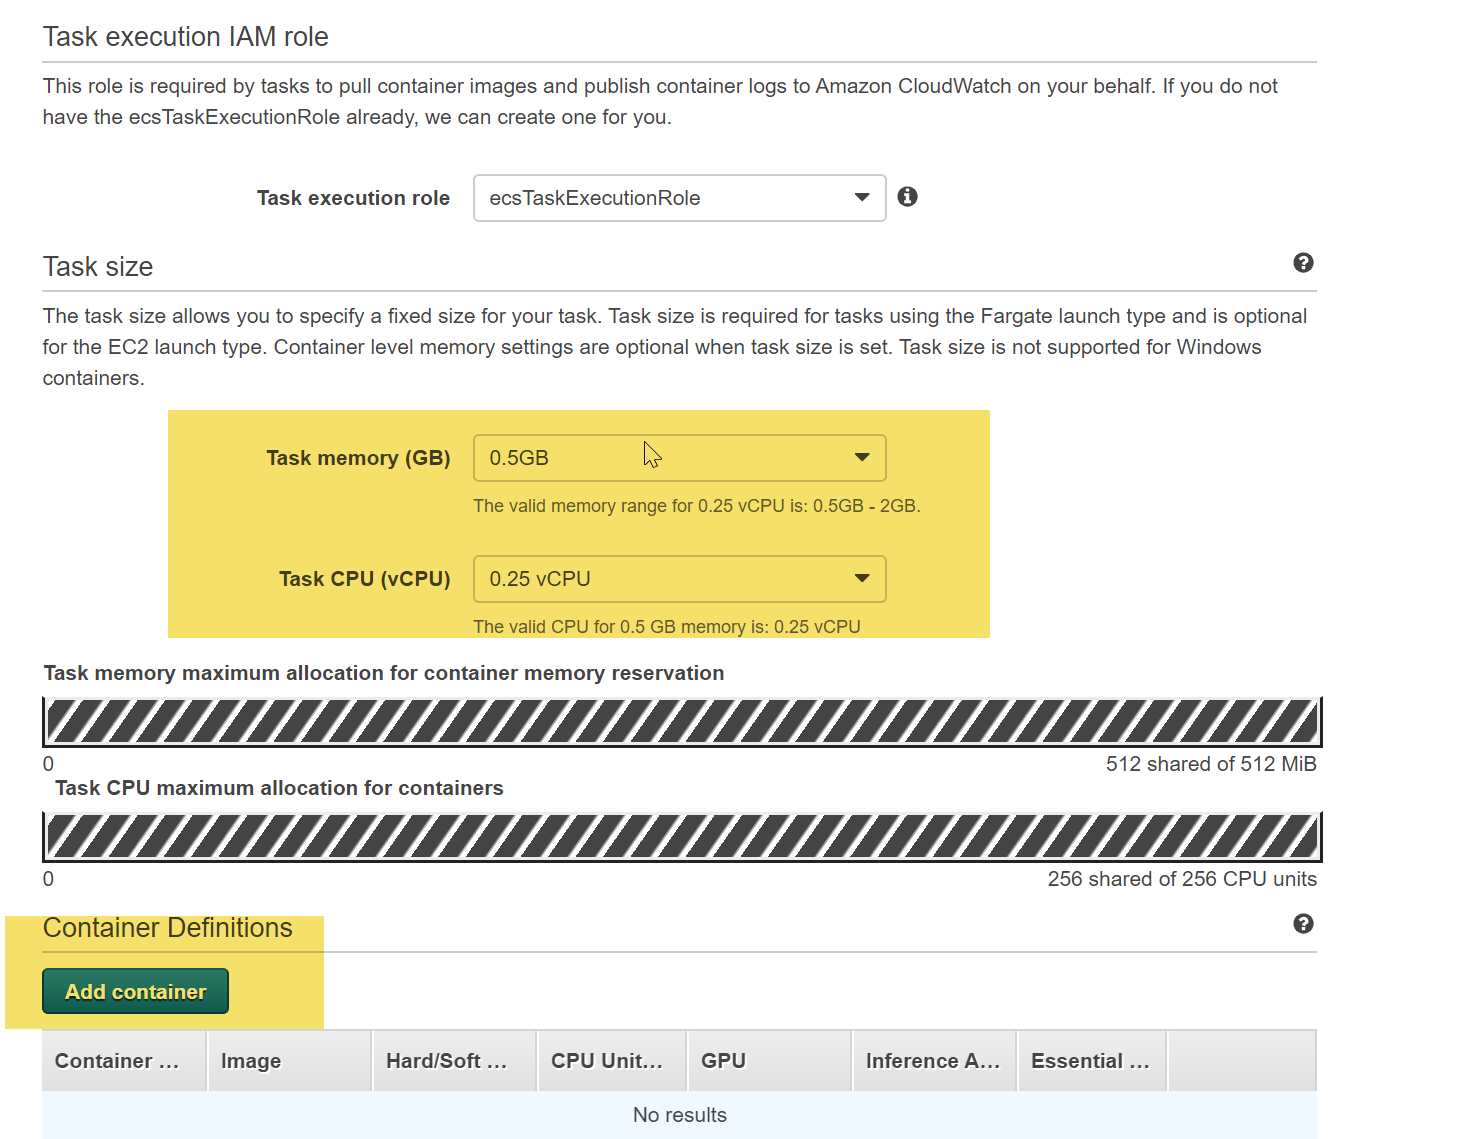 Task execution IAM role
This role is required by tasks to pull container images and publish container logs to Amazon CloudWatch on your behalf. If you do not
have the ecsTaskExecutionRole already, we can create one for you.
Task execution role ecsTaskExecutionRole
Task size
The task size allows you to specify a fixed size for your task. Task size is required for tasks using the Fargate launch type and is optional
for the EC2 launch type. Container level memory settings are optional when task size is set. Task size is not supported for Windows
containers.
Task memory (GB) 0.5GB
The valid memory range for 0.25 vCPU is: 0.5GB - 2GB.
Task CPU (vCPU) 0.25 vCPU
The valid CPU for 0.5 GB memory is: 0.25 vCPU
Task memory maximum allocation for container memory reservation
0 512 shared of 512 MiB
Task CPU maximum allocation for containers
0 256 shared of 256 CPU units
Container Definitions
Add container
Container ... Image Hard/Soft ... CPU Unit... GPU Inference A... Essential ...
No results